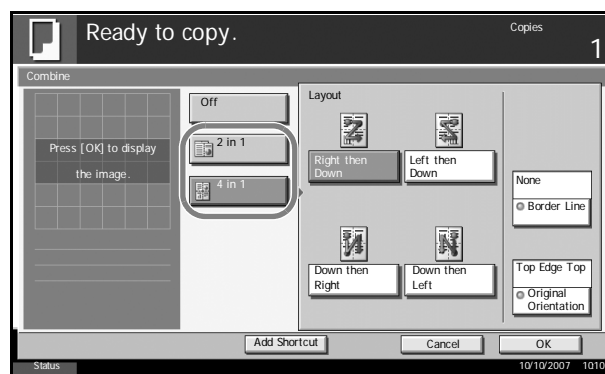 Ready to copy.
Copies
1
Combine
Press [OK] to display
the image.
Off
2 in 1
4 in 1
Layout
Right then
Down
Left then
Down
Down then
Right
Down then
Left
None
Border Line
Top Edge Top
Original
Orientation
Add Shortcut
Cancel
OK
Status
10/10/2007 1010